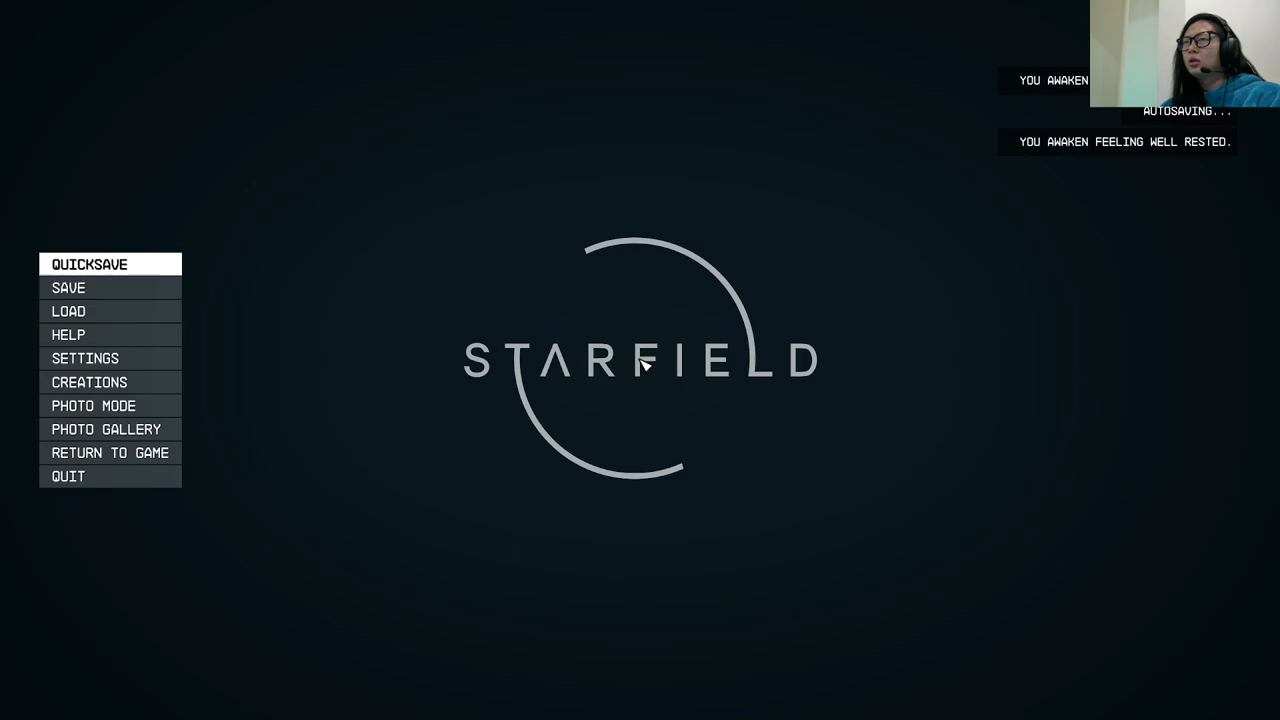 YOU AWAKEN
AUTOSAVING...
YOU AWAKEN FEELING WELL RESTED.
QUICKSAVE
SAVE
LOAD
HELP
SETTINGS
CREATIONS
PHOTO MODE
PHOTO GALLERY
RETURN TO GAME
QUIT
STARFIELD